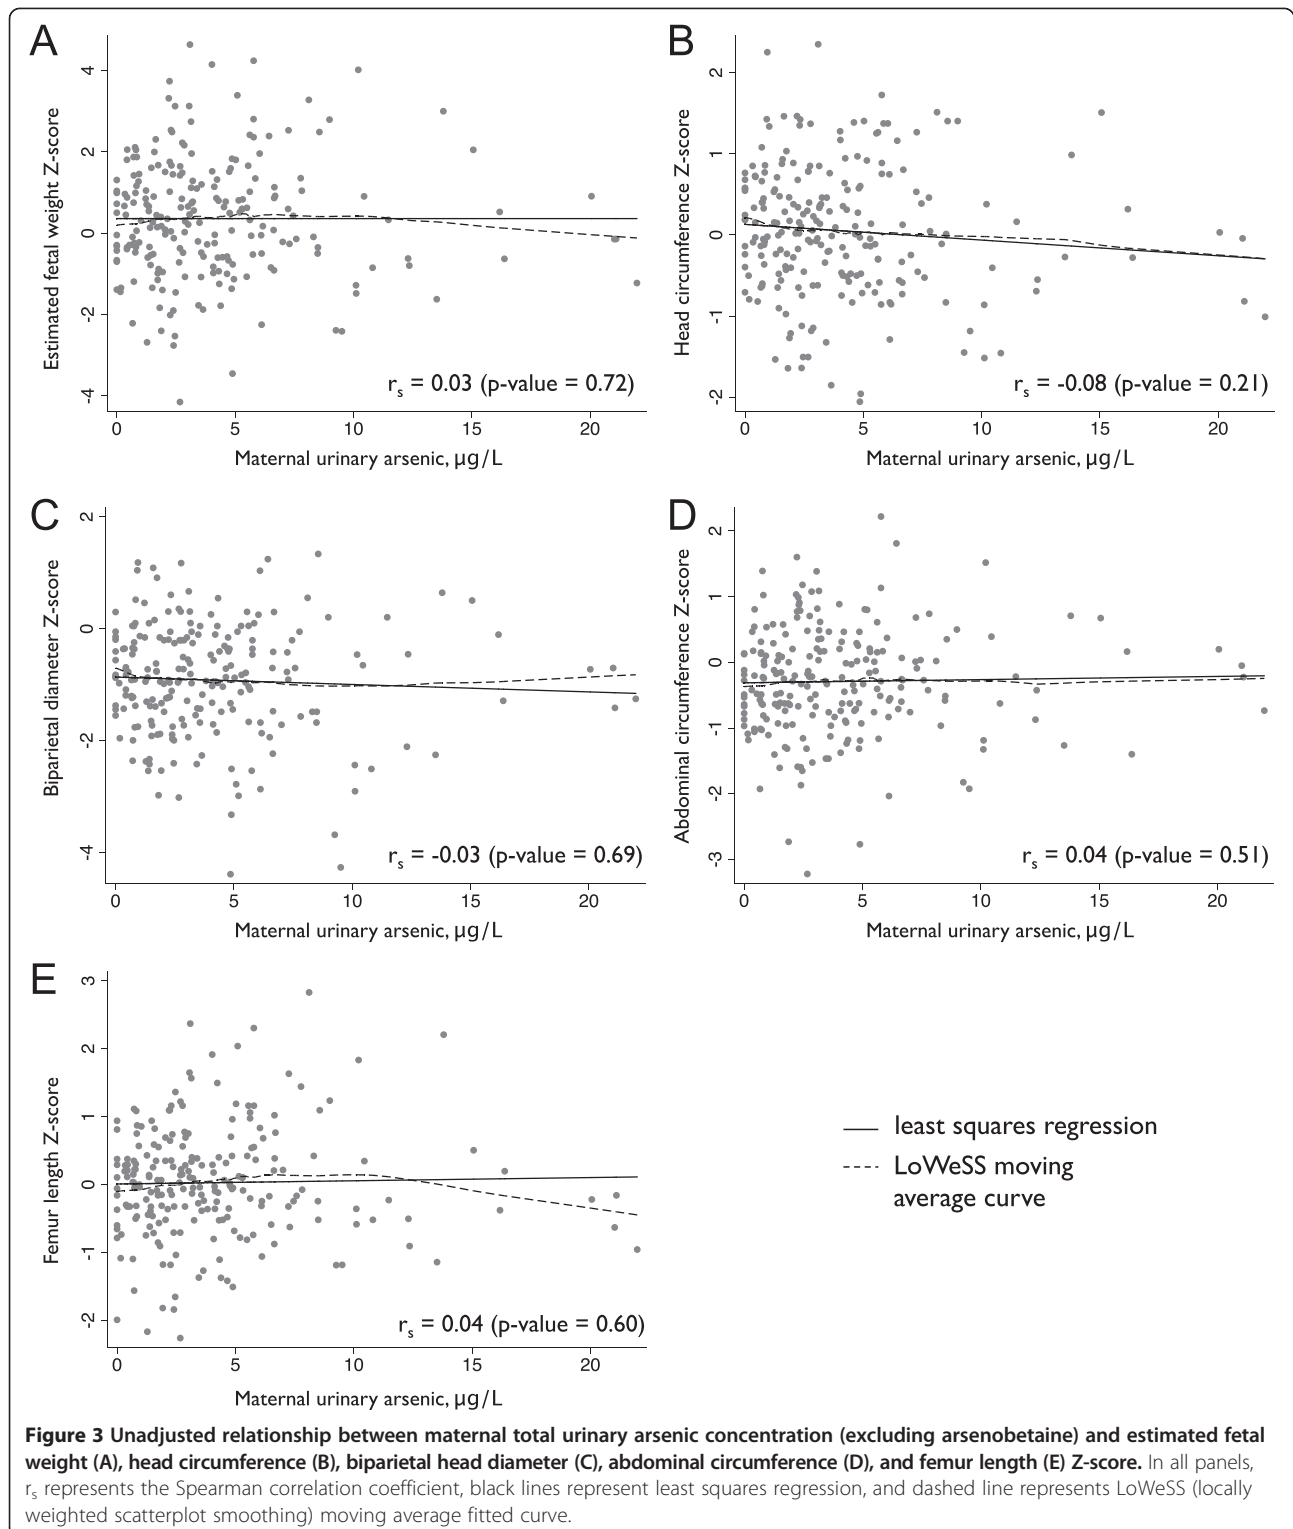 A
4
2
0
-2
-4
Estimated fetal weight Z-score
rs = 0.03 (p-value = 0.72)
0 5 10 15 20
Maternal urinary arsenic, µg/L
B
2
1
0
-1
-2
Head circumference Z-score
rs = -0.08 (p-value = 0.21)
0 5 10 15 20
Maternal urinary arsenic, µg/L
C
2
0
-2
-4
Biparietal diameter Z-score
rs = -0.03 (p-value = 0.69)
0 5 10 15 20
Maternal urinary arsenic, µg/L
D
2
1
0
-1
-2
-3
Abdominal circumference Z-score
rs = 0.04 (p-value = 0.51)
0 5 10 15 20
Maternal urinary arsenic, µg/L
E
3
2
1
0
-1
-2
Femur length Z-score
rs = 0.04 (p-value = 0.60)
0 5 10 15 20
Maternal urinary arsenic, µg/L
least squares regression
LoWeSS moving
average curve
Figure 3 Unadjusted relationship between maternal total urinary arsenic concentration (excluding arsenobetaine) and estimated fetal
weight (A), head circumference (B), biparietal head diameter (C), abdominal circumference (D), and femur length (E) Z-score. In all panels,
rs represents the Spearman correlation coefficient, black lines represent least squares regression, and dashed line represents LoWeSS (locally
weighted scatterplot smoothing) moving average fitted curve.